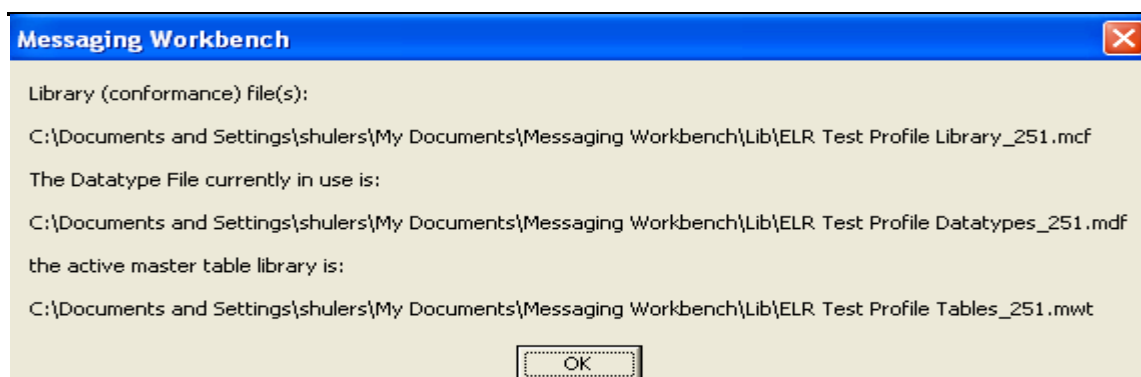 Messaging Workbench
Library (conformance) file(s):
C:\Documents and Settings\shulers\My Documents\Messaging Workbench\Lib\ELR Test Profile Library_251.mcf
The Datatype File currently in use is:
C:\Documents and Settings\shulers\My Documents\Messaging Workbench\Lib\ELR Test Profile Datatypes_251.mdf
the active master table library is:
C:\Documents and Settings\shulers\My Documents\Messaging Workbench\Lib\ELR Test Profile Tables_251.mwt
OK